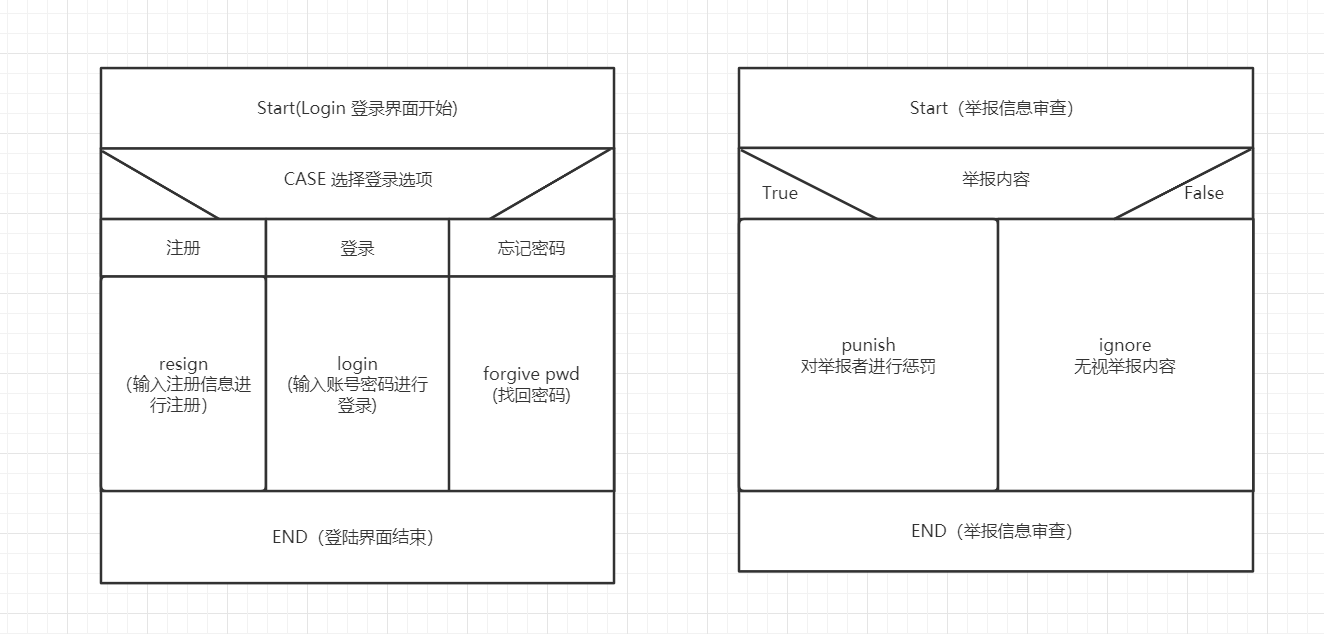 Start(Login 登录界面开始)
CASE 选择登录选项
注册
登录
忘记密码
resign
(输入注册信息进
行注册)
login
(输入账号密码进行
登录)
forgive pwd
(找回密码)
END（登陆界面结束）
Start（举报信息审查）
举报内容
True
False
punish
对举报者进行惩罚
ignore
无视举报内容
END（举报信息审查）